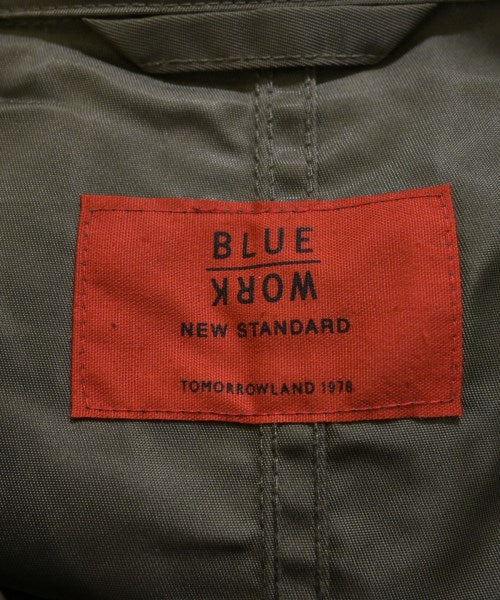 BLUE
WORK
NEW STANDARD
TOMORROWLAND 1978